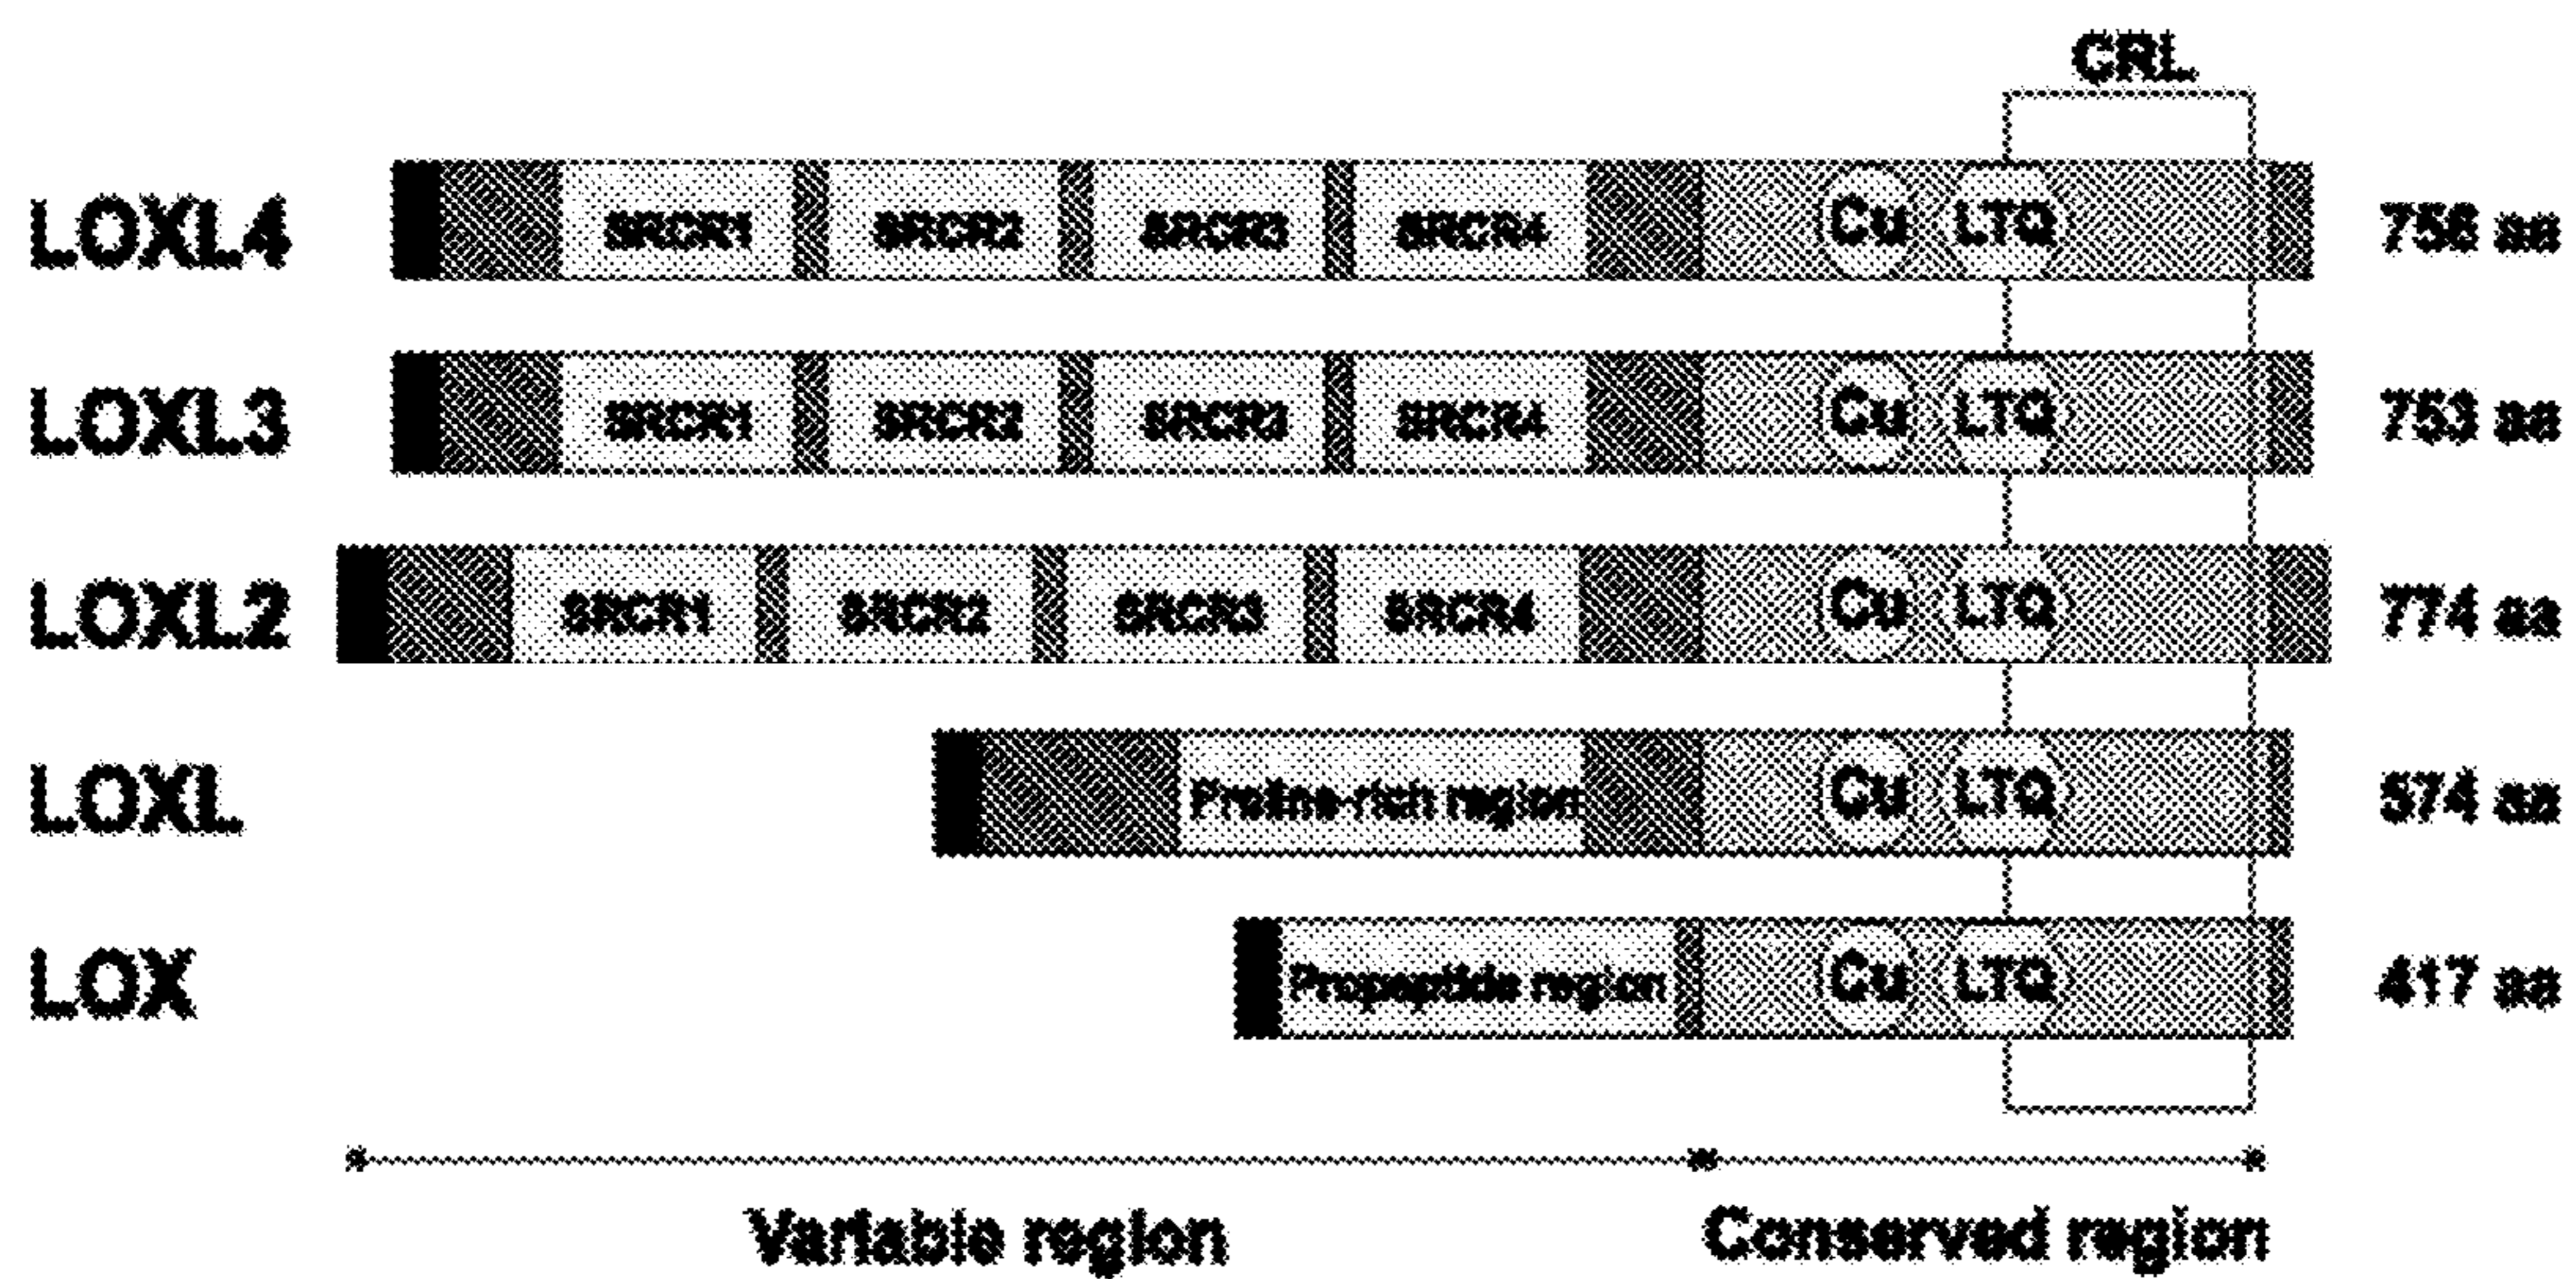 CRL
LOXL4 SRCR1 SRCR2 SRCR3 SRCR4 Cu LTQ 756 aa
LOXL3 SRCR1 SRCR2 SRCR3 SRCR4 Cu LTQ 753 aa
LOXL2 SRCR1 SRCR2 SRCR3 SRCR4 Cu LTQ 774 aa
LOXL Proline-rich region Cu LTQ 574 aa
LOX Propeptide region Cu LTQ 417 aa
Variable region Conserved region